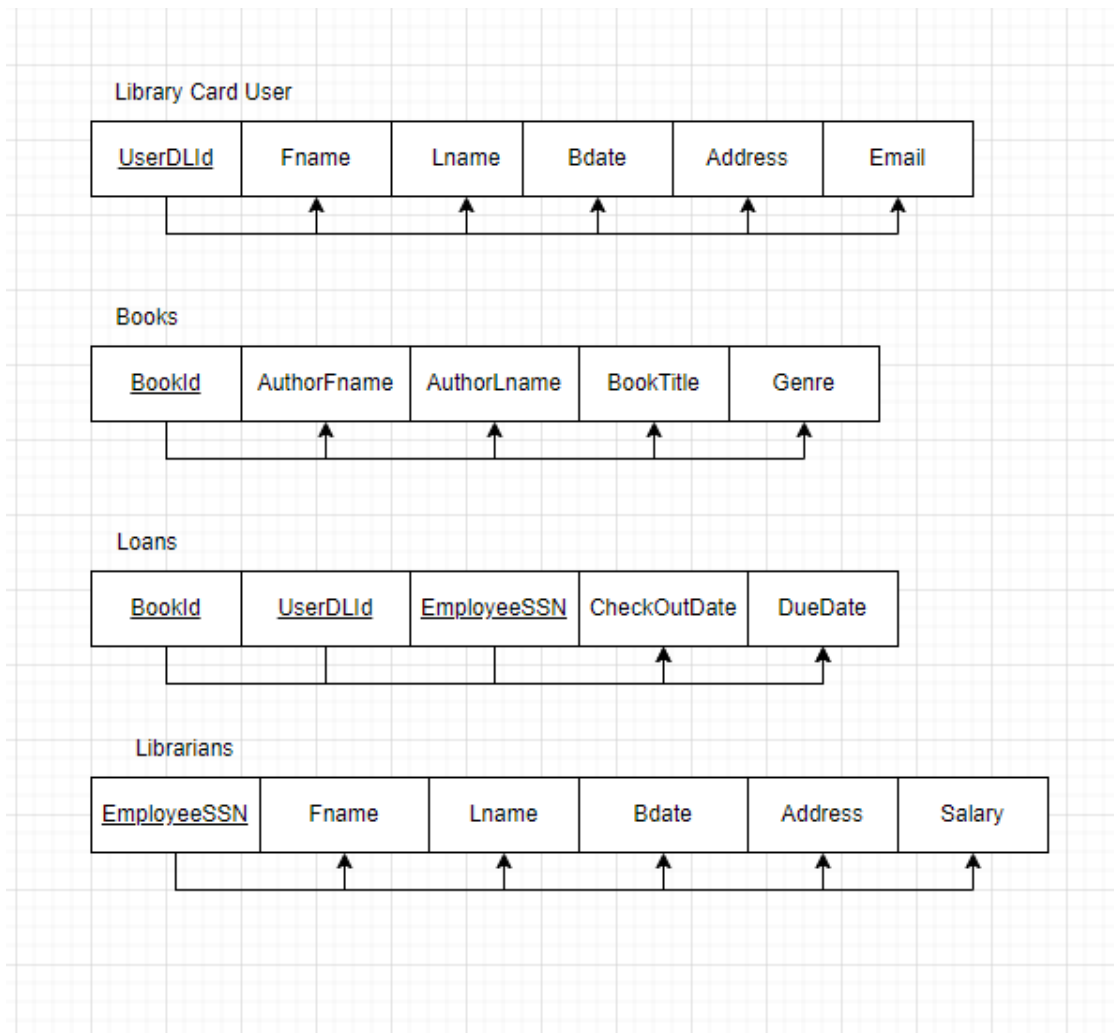 Library Card User
UserDLId Fname Lname Bdate Address Email
Books
BookId AuthorFname AuthorLname BookTitle Genre
Loans
BookId UserDLId EmployeeSSN CheckOutDate DueDate
Librarians
EmployeeSSN Fname Lname Bdate Address Salary